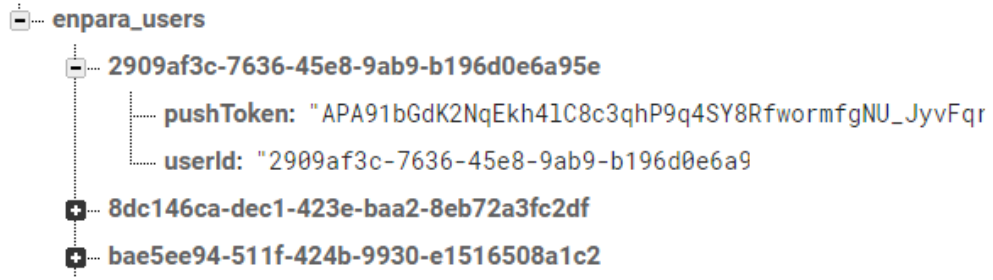 enpara_users
2909af3c-7636-45e8-9ab9-b196d0e6a95e
pushToken: "APA91bGdK2NqEkh4lC8c3qhP9q4SY8RfwormfgNU_JyvFqr
userId: "2909af3c-7636-45e8-9ab9-b196d0e6a9
8dc146ca-dec1-423e-baa2-8eb72a3fc2df
bae5ee94-511f-424b-9930-e1516508a1c2